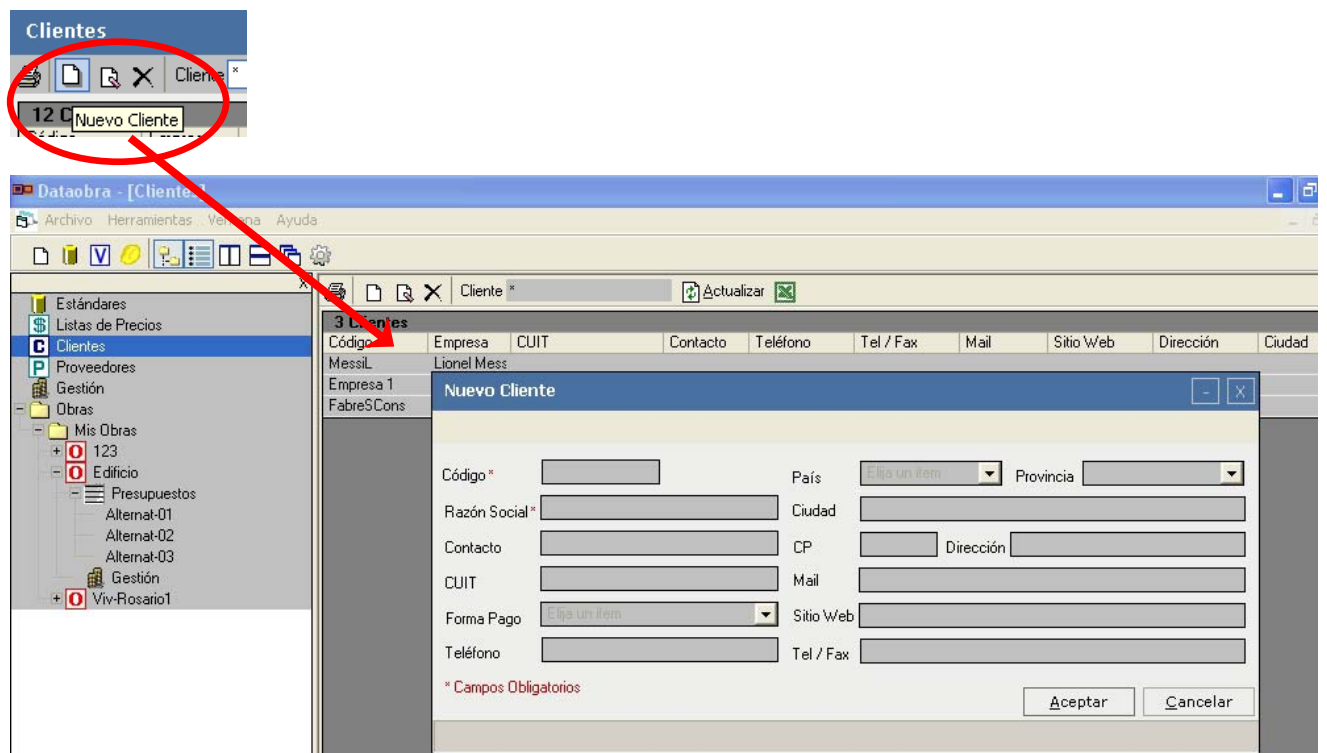 Clientes
Cliente *
12 C
Nuevo Cliente
Dataobra - [Clientes]
Archivo Herramientas Ventana Ayuda
X
Estándares
Listas de Precios
Clientes
Proveedores
Gestión
Obras
Mis Obras
123
Edificio
Presupuestos
Alternat-01
Alternat-02
Alternat-03
Gestión
Viv-Rosario1
Cliente * Actualizar
3 Clientes
Código Empresa CUIT Contacto Teléfono Tel / Fax Mail Sitio Web Dirección Ciudad
MessiL Lionel Mess
Empresa 1
FabreSCons
Nuevo Cliente
Código * País Elija un item Provincia
Razón Social * Ciudad
Contacto CP Dirección
CUIT Mail
Forma Pago Elija un item Sitio Web
Teléfono Tel / Fax
* Campos Obligatorios
Aceptar Cancelar